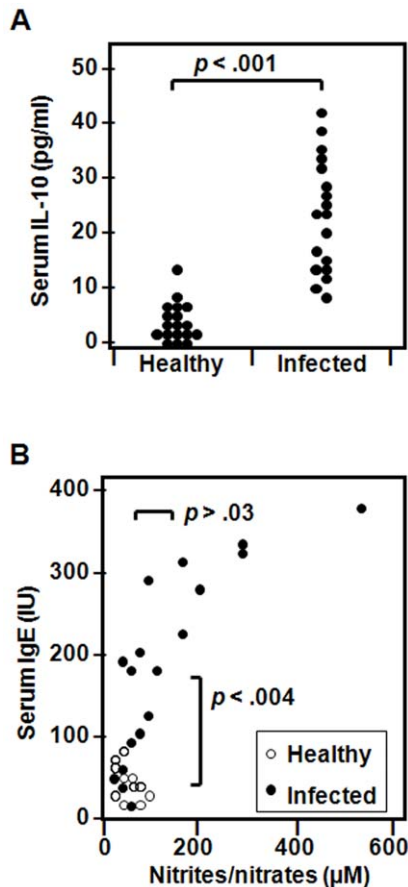 A
p < .001
50
40
30
20
10
0
Serum IL-10 (pg/ml)
Healthy Infected
B
400
300
200
100
0
Serum IgE (IU)
p > .03
p < .004
Healthy
Infected
0 200 400 600
Nitrites/nitrates (μM)